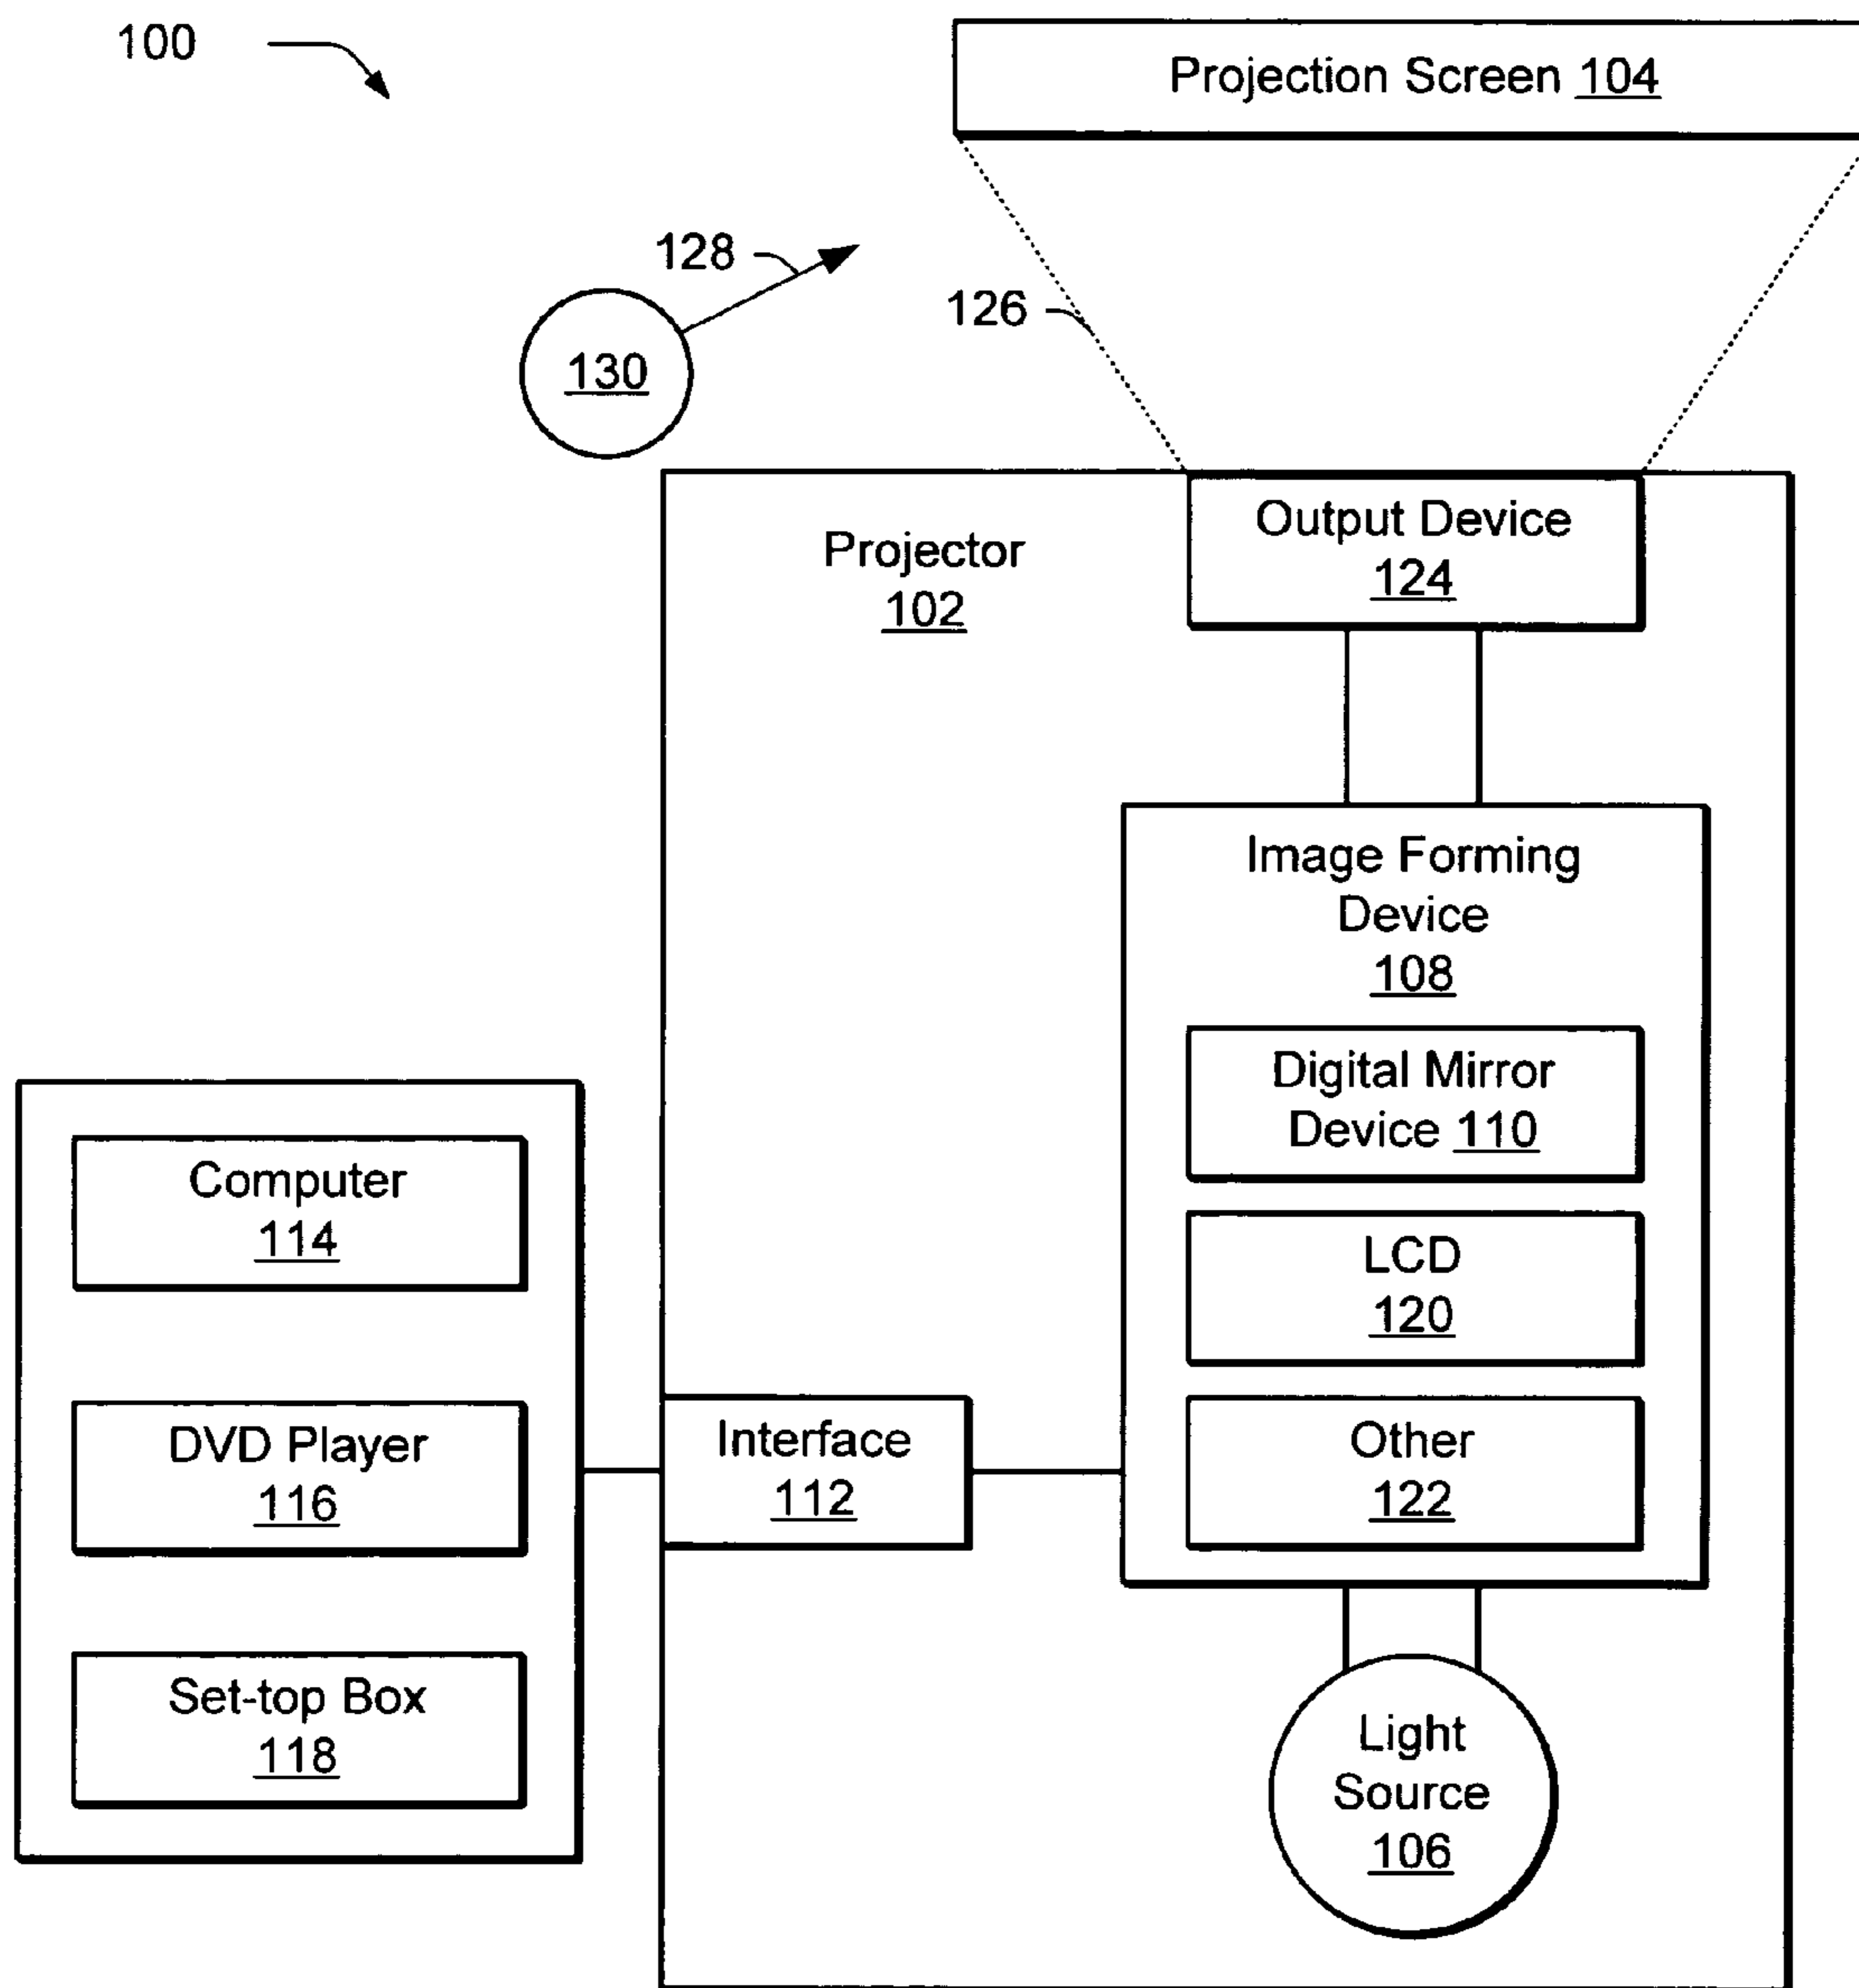 100
Projection Screen 104
128
126
130
Projector
102
Output Device
124
Image Forming
Device
108
Digital Mirror
Device 110
LCD
120
Other
122
Computer
114
DVD Player
116
Set-top Box
118
Interface
112
Light
Source
106